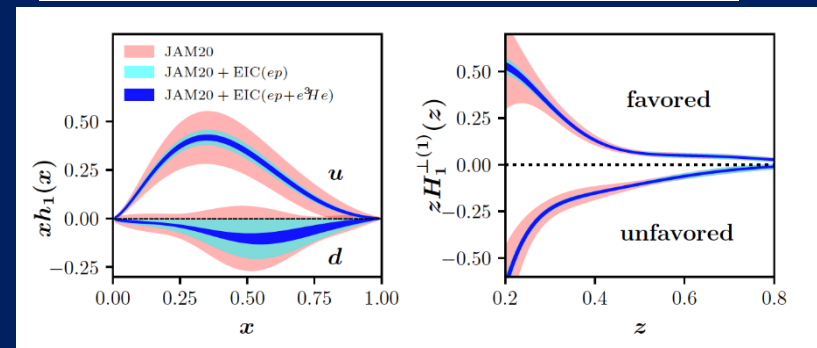 JAM20
JAM20 + EIC(ep)
JAM20 + EIC(ep+e³He)
xh₁(x)
0.50
0.25
0.00
−0.25
u
d
0.00 0.25 0.50 0.75 1.00
x
zH₁^⊥⁽¹⁾(z)
0.50
0.25
0.00
−0.25
−0.50
favored
unfavored
0.2 0.4 0.6 0.8
z